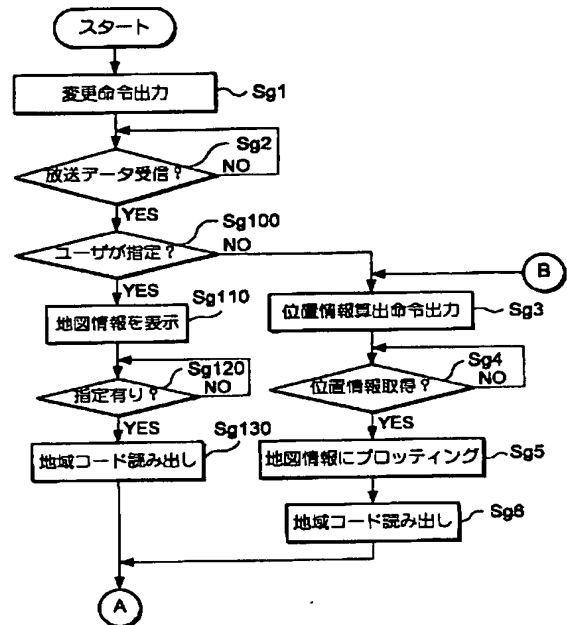 スタート
変更命令出力
Sg1
Sg2
放送データ受信？
NO
YES
Sg100
ユーザが指定？
NO
YES
B
Sg110
地図情報を表示
位置情報算出命令出力
Sg3
Sg120
指定有り？
NO
Sg4
位置情報取得？
NO
YES
Sg130
YES
地域コード読み出し
地図情報にプロッティング
Sg5
地域コード読み出し
Sg6
A